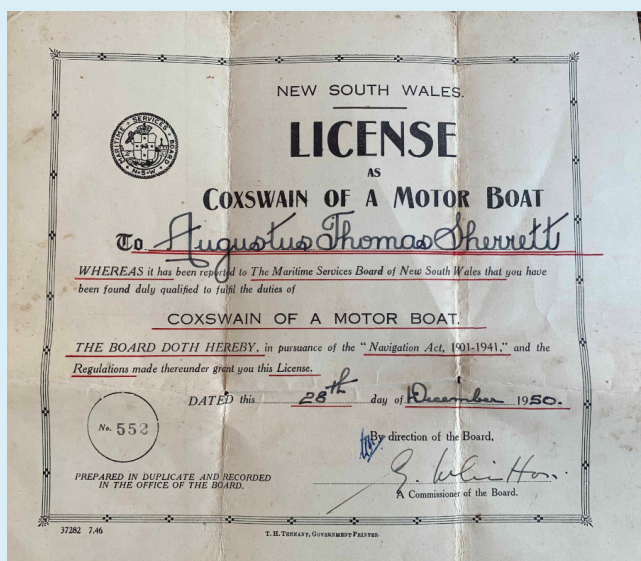 NEW SOUTH WALES.
MARITIME SERVICES BOARD
N·S·W
LICENSE
AS
COXSWAIN OF A MOTOR BOAT
To Augustus Thomas Sherrett
WHEREAS it has been reported to The Maritime Services Board of New South Wales that you have
been found duly qualified to fulfil the duties of
COXSWAIN OF A MOTOR BOAT.
THE BOARD DOTH HEREBY, in pursuance of the "Navigation Act, 1901-1941," and the
Regulations made thereunder grant you this License.
DATED this 28th day of December 1950.
No. 552
By direction of the Board,
PREPARED IN DUPLICATE AND RECORDED
IN THE OFFICE OF THE BOARD.
A Commissioner of the Board.
37282 7.46
T. H. TENNANT, GOVERNMENT PRINTER.